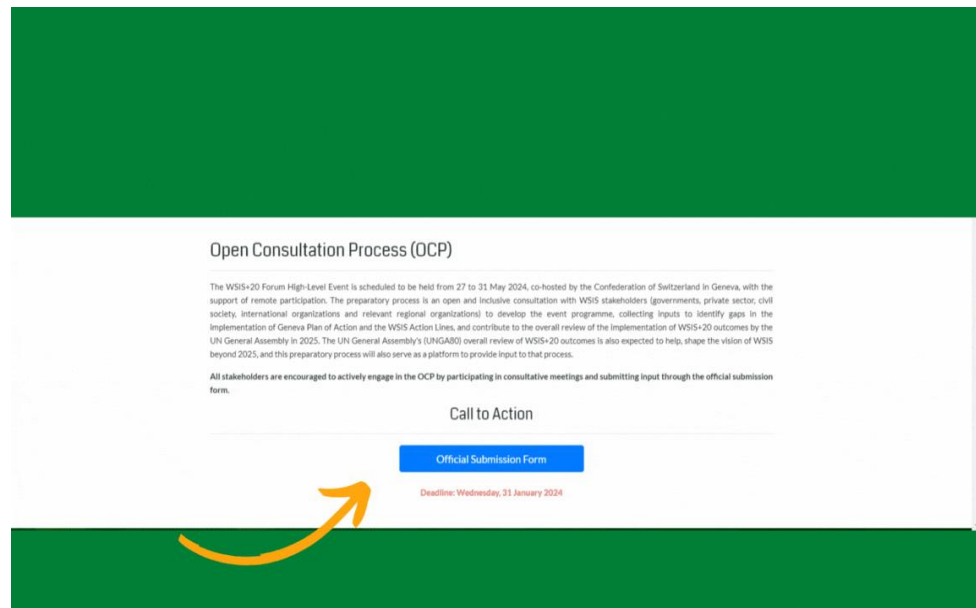 Open Consultation Process (OCP)
The WSIS+20 Forum High-Level Event is scheduled to be held from 27 to 31 May 2024, co-hosted by the Confederation of Switzerland in Geneva, with the
support of remote participation. The preparatory process is an open and inclusive consultation with WSIS stakeholders (governments, private sector, civil
society, international organizations and relevant regional organizations) to develop the event programme, collecting inputs to identify gaps in the
implementation of Geneva Plan of Action and the WSIS Action Lines, and contribute to the overall review of the implementation of WSIS+20 outcomes by the
UN General Assembly in 2025. The UN General Assembly's (UNGA80) overall review of WSIS+20 outcomes is also expected to help, shape the vision of WSIS
beyond 2025, and this preparatory process will also serve as a platform to provide input to that process.
All stakeholders are encouraged to actively engage in the OCP by participating in consultative meetings and submitting input through the official submission
form.
Call to Action
Official Submission Form
Deadline: Wednesday, 31 January 2024